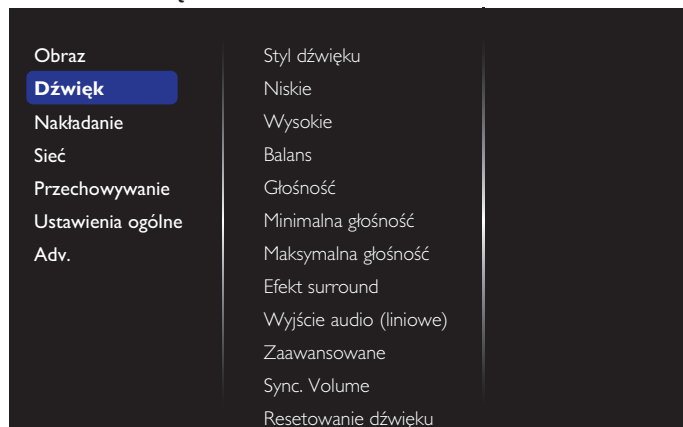 Obraz
Dźwięk
Nakładanie
Sieć
Przechowywanie
Ustawienia ogólne
Adv.
Styl dźwięku
Niskie
Wysokie
Balans
Głośność
Minimalna głośność
Maksymalna głośność
Efekt surround
Wyjście audio (liniowe)
Zaawansowane
Sync. Volume
Resetowanie dźwięku